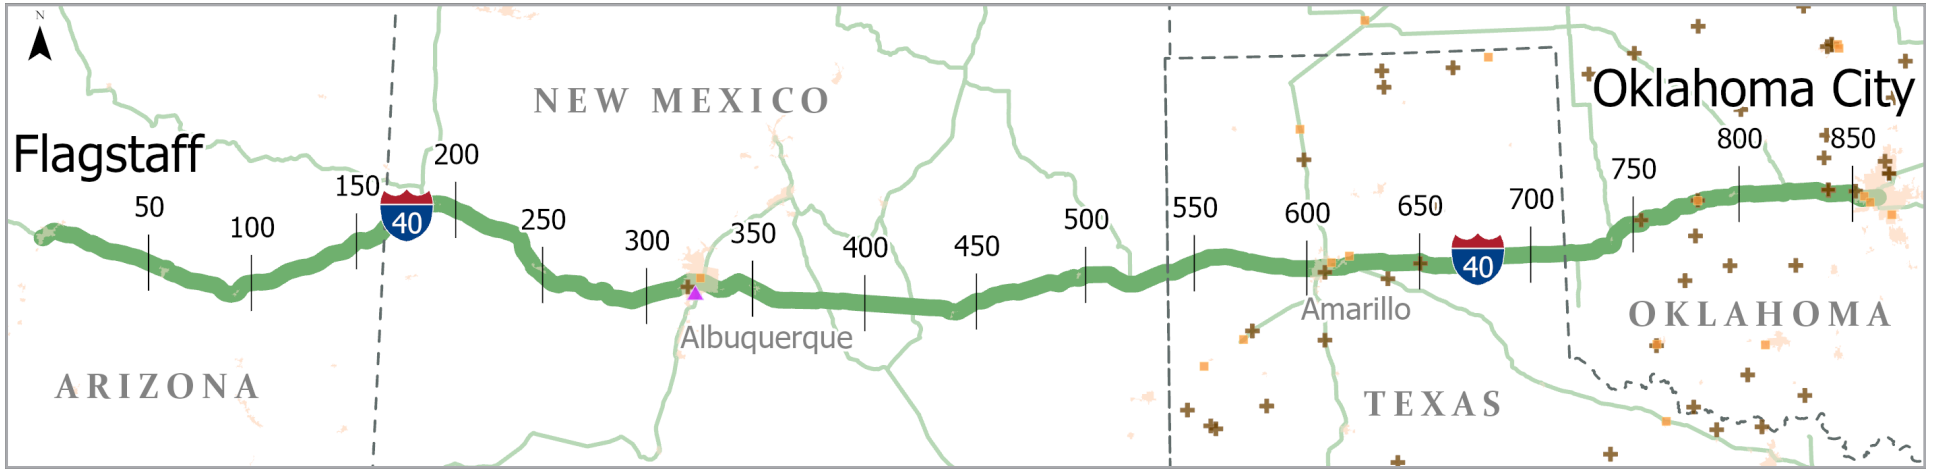 N
Flagstaff
NEW MEXICO
Oklahoma City
50
100
150
40
200
250
300
350
400
450
500
550
600
650
40
700
750
800
850
Albuquerque
Amarillo
ARIZONA
TEXAS
OKLAHOMA